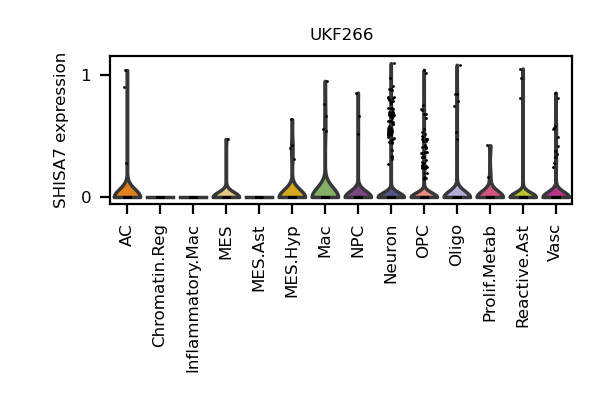 UKF266
SHISA7 expression
1
0
AC
Chromatin.Reg
Inflammatory.Mac
MES
MES.Ast
MES.Hyp
Mac
NPC
Neuron
OPC
Oligo
Prolif.Metab
Reactive.Ast
Vasc